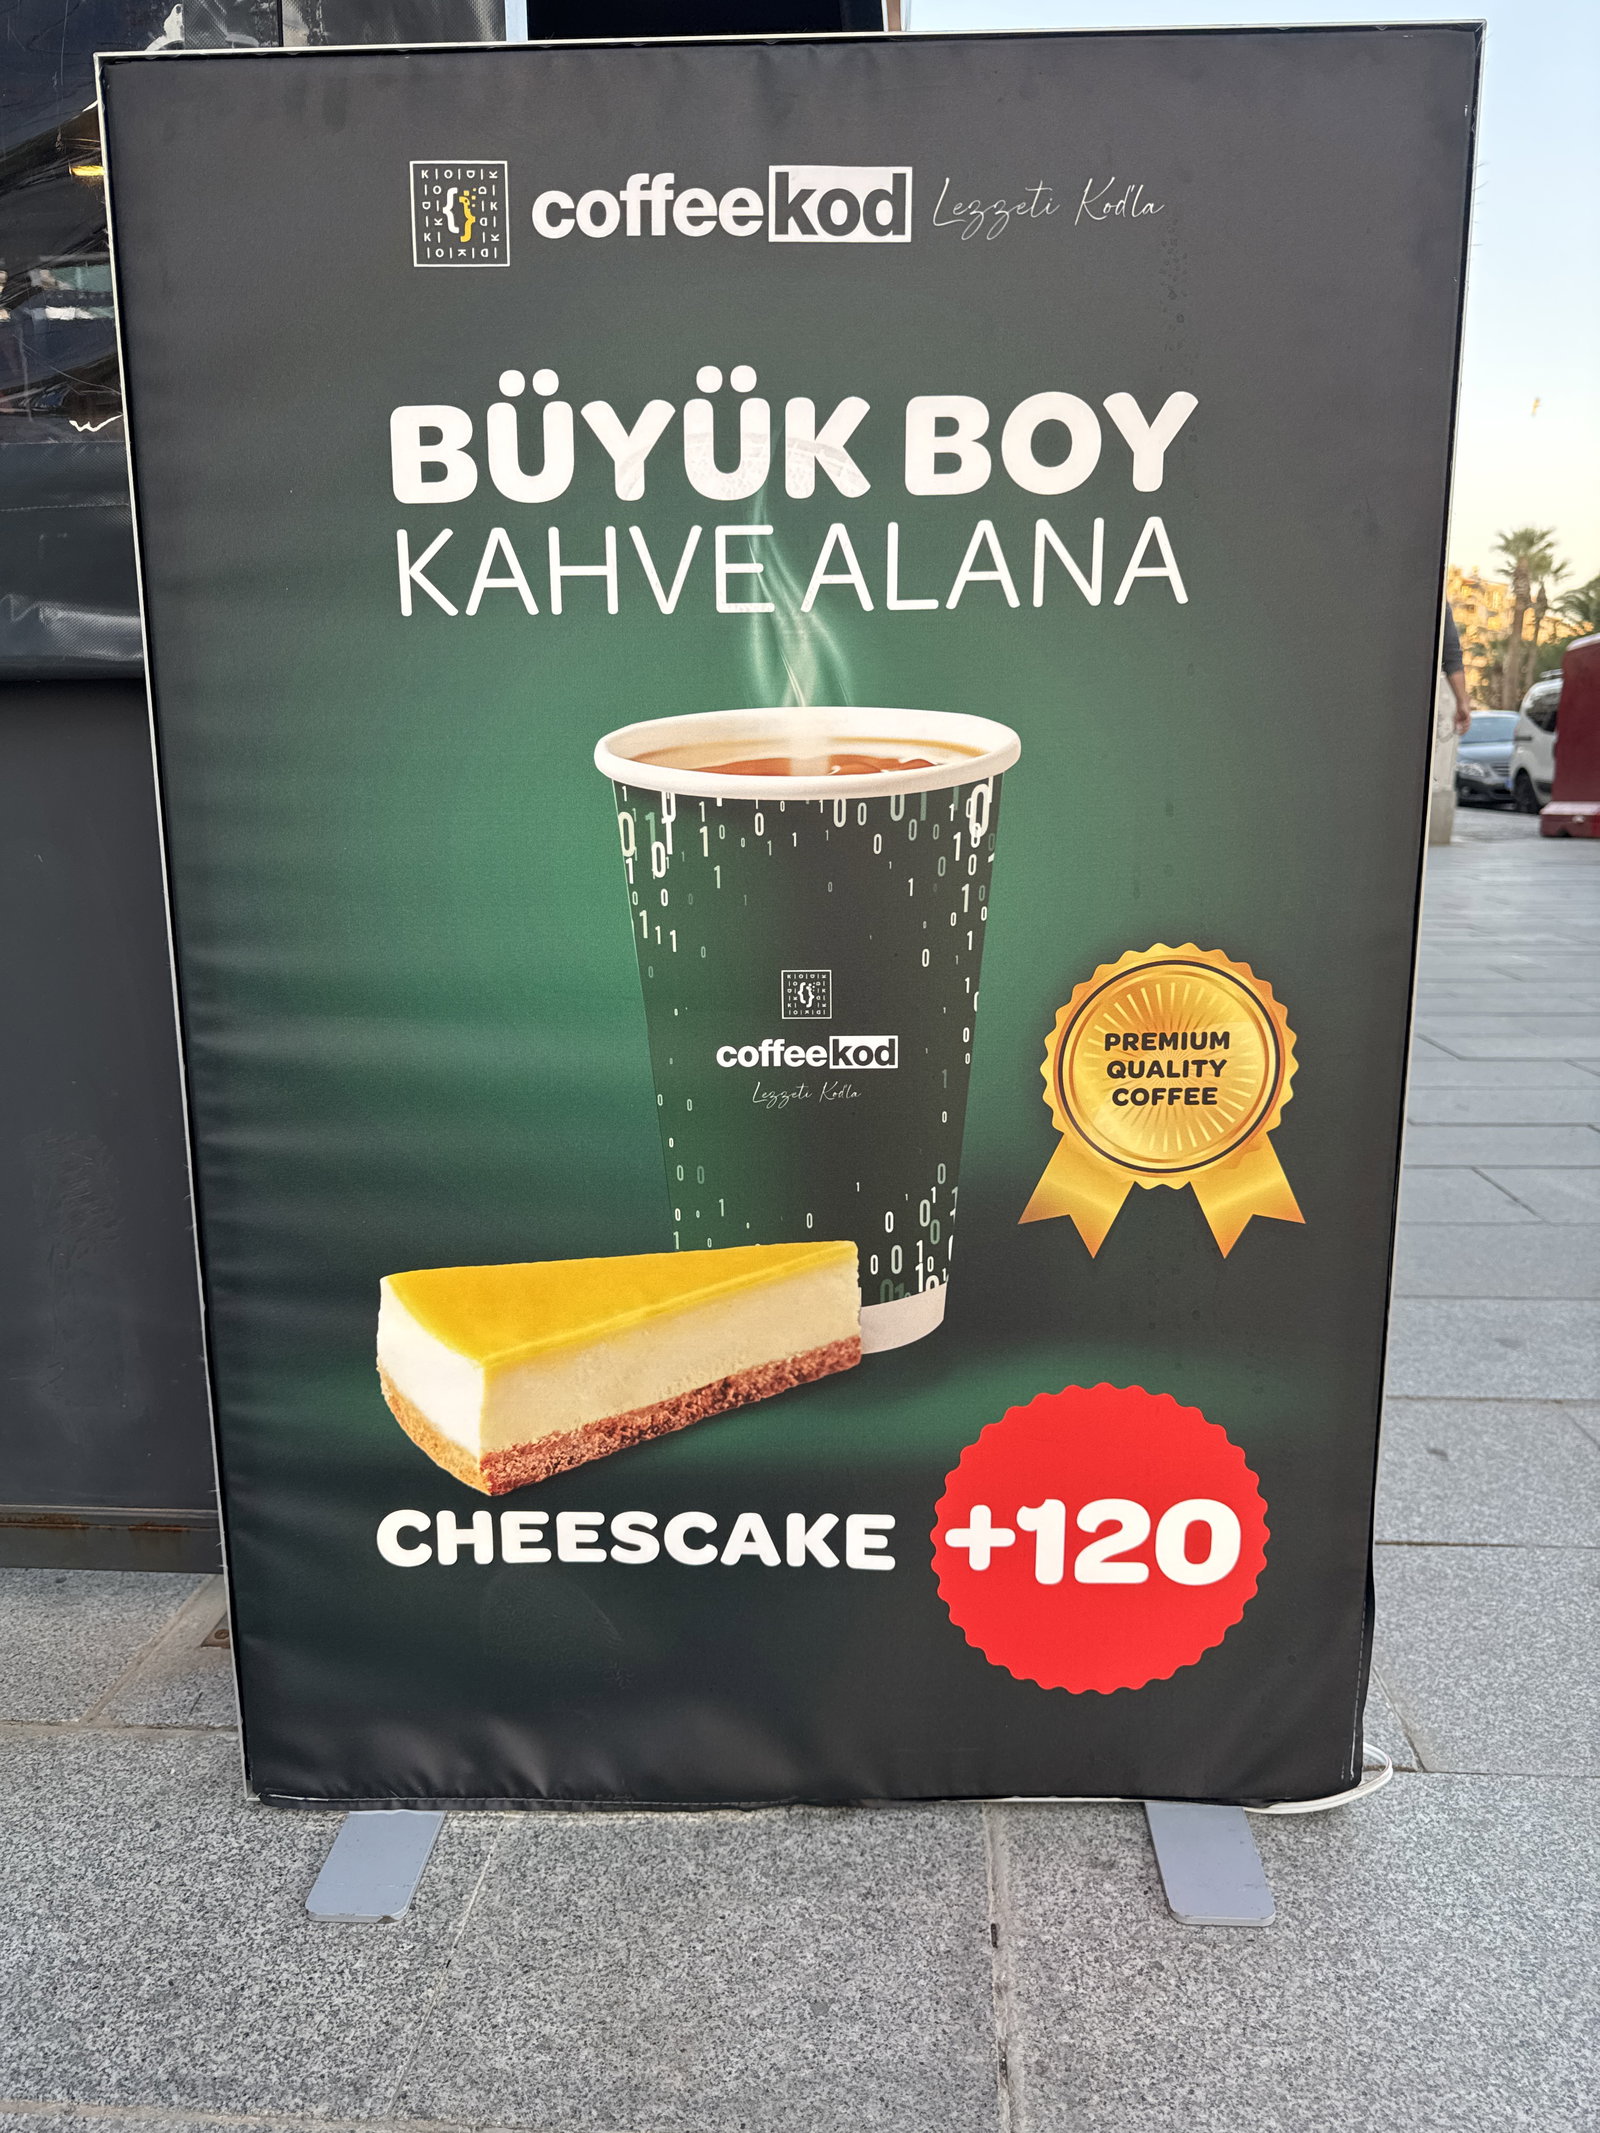 coffeekod Lezzeti Kod'la
BÜYÜK BOY
KAHVE ALANA
coffeekod
Lezzeti Kod'la
PREMIUM
QUALITY
COFFEE
CHEESCAKE +120